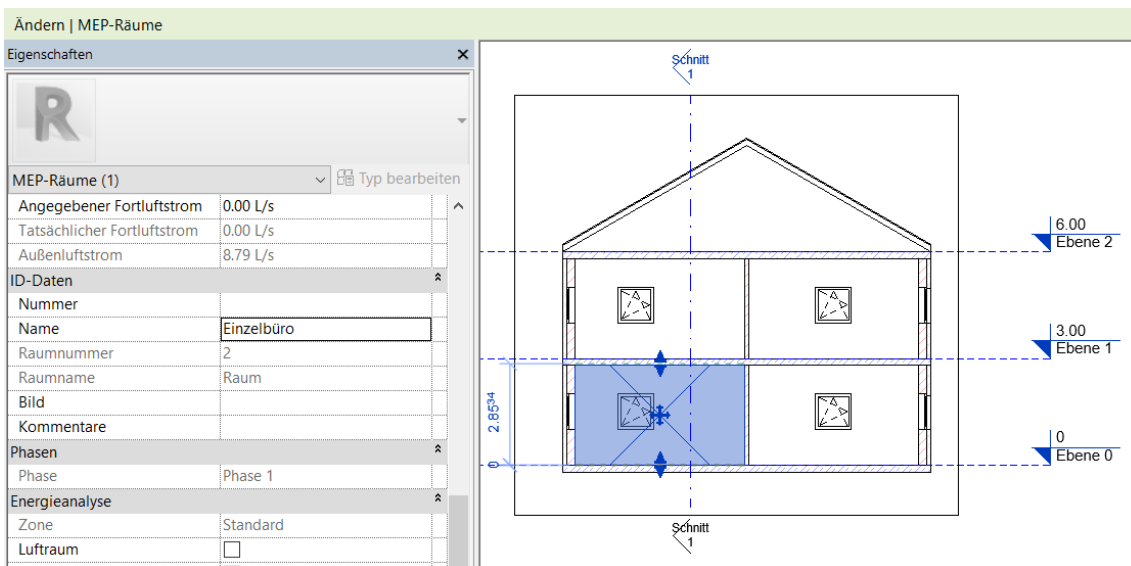 Ändern | MEP-Räume
Eigenschaften
R
MEP-Räume (1)
Typ bearbeiten
Angegebener Fortluftstrom 0.00 L/s
Tatsächlicher Fortluftstrom 0.00 L/s
Außenluftstrom 8.79 L/s
ID-Daten
Nummer
Name Einzelbüro
Raumnummer 2
Raumname Raum
Bild
Kommentare
Phasen
Phase Phase 1
Energieanalyse
Zone Standard
Luftraum
Schnitt
1
6.00
Ebene 2
3.00
Ebene 1
2.85³⁴
0
0
Ebene 0
Schnitt
1